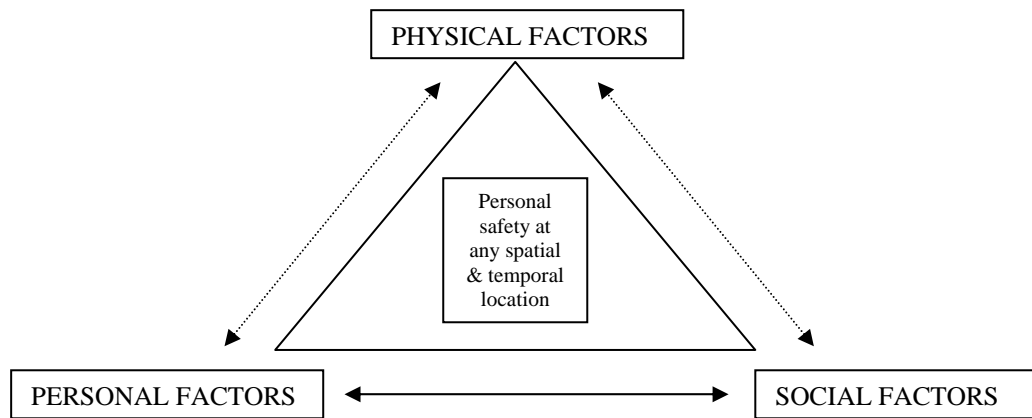 PHYSICAL FACTORS
Personal
safety at
any spatial
& temporal
location
PERSONAL FACTORS
SOCIAL FACTORS